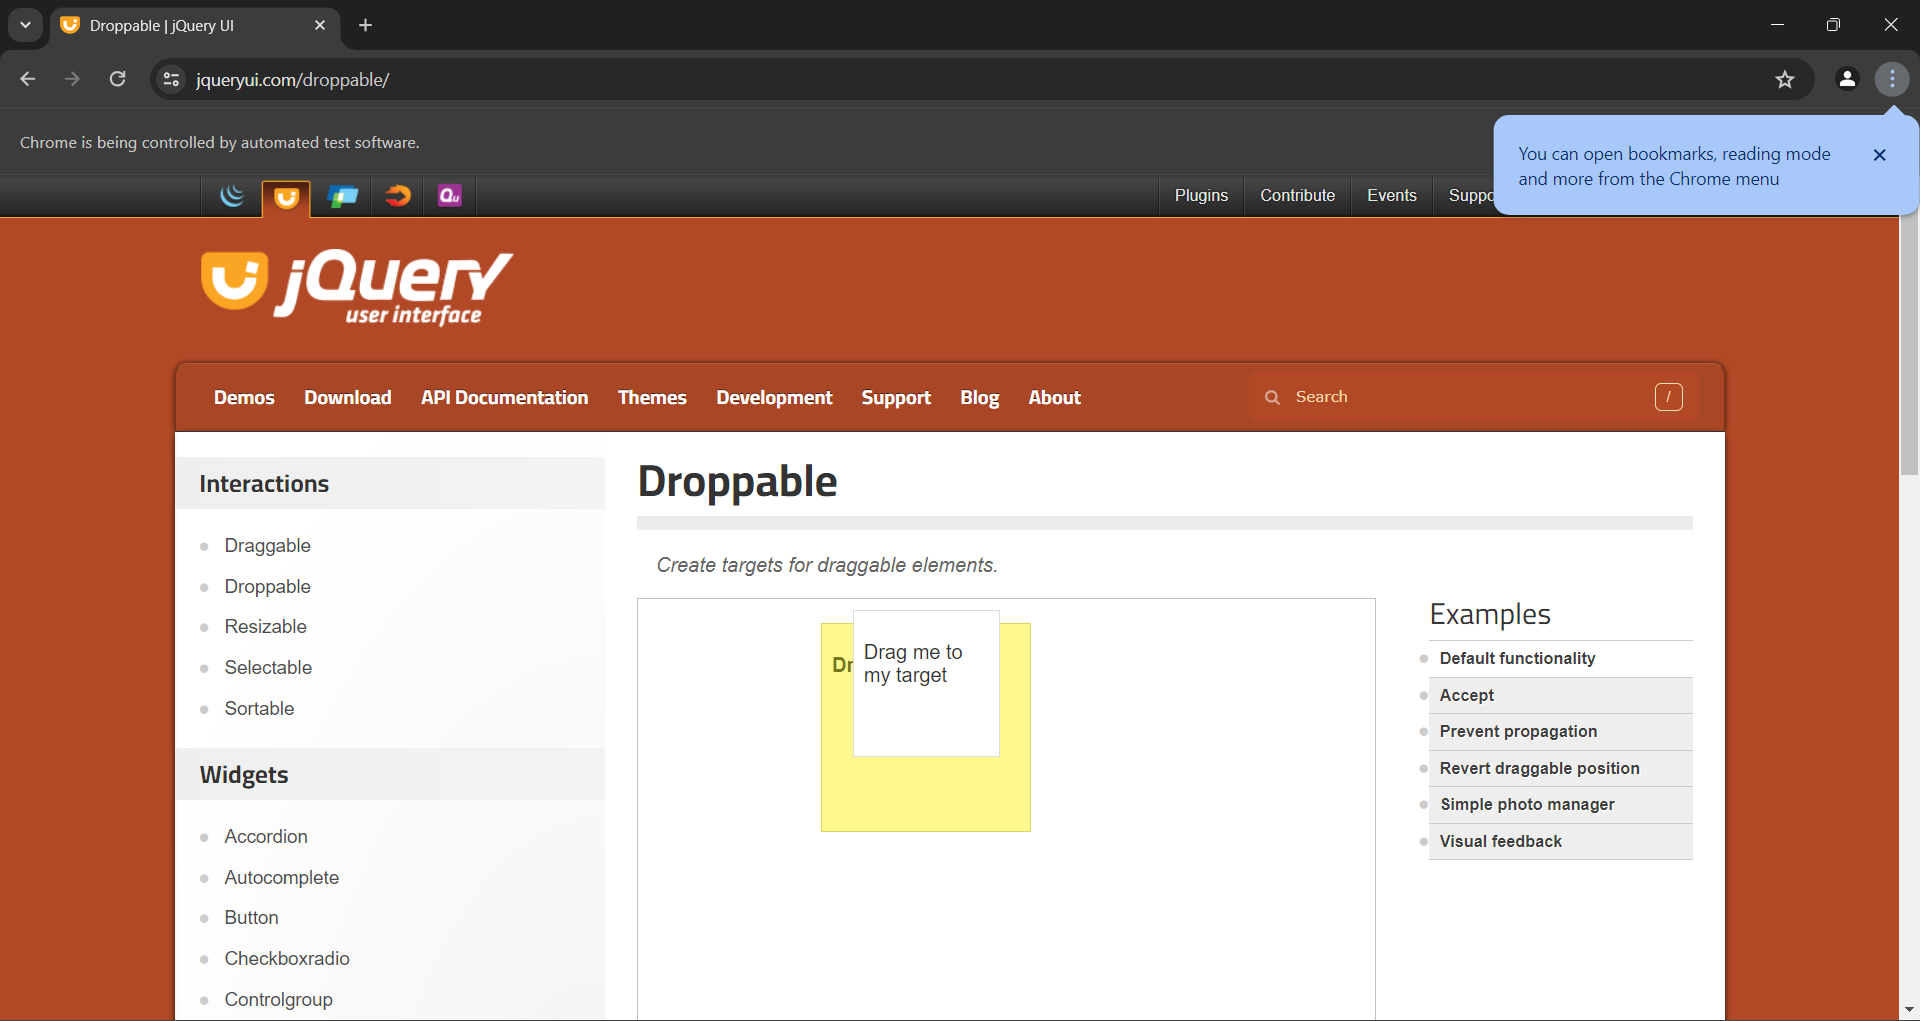 Droppable | jQuery UI
jqueryui.com/droppable/
Chrome is being controlled by automated test software.
You can open bookmarks, reading mode
and more from the Chrome menu
Qu
Plugins
Contribute
Events
Suppo
jQuery
user interface
Demos
Download
API Documentation
Themes
Development
Support
Blog
About
Search
/
Interactions
Draggable
Droppable
Resizable
Selectable
Sortable
Widgets
Accordion
Autocomplete
Button
Checkboxradio
Controlgroup
Droppable
Create targets for draggable elements.
Dr
Drag me to
my target
Examples
Default functionality
Accept
Prevent propagation
Revert draggable position
Simple photo manager
Visual feedback